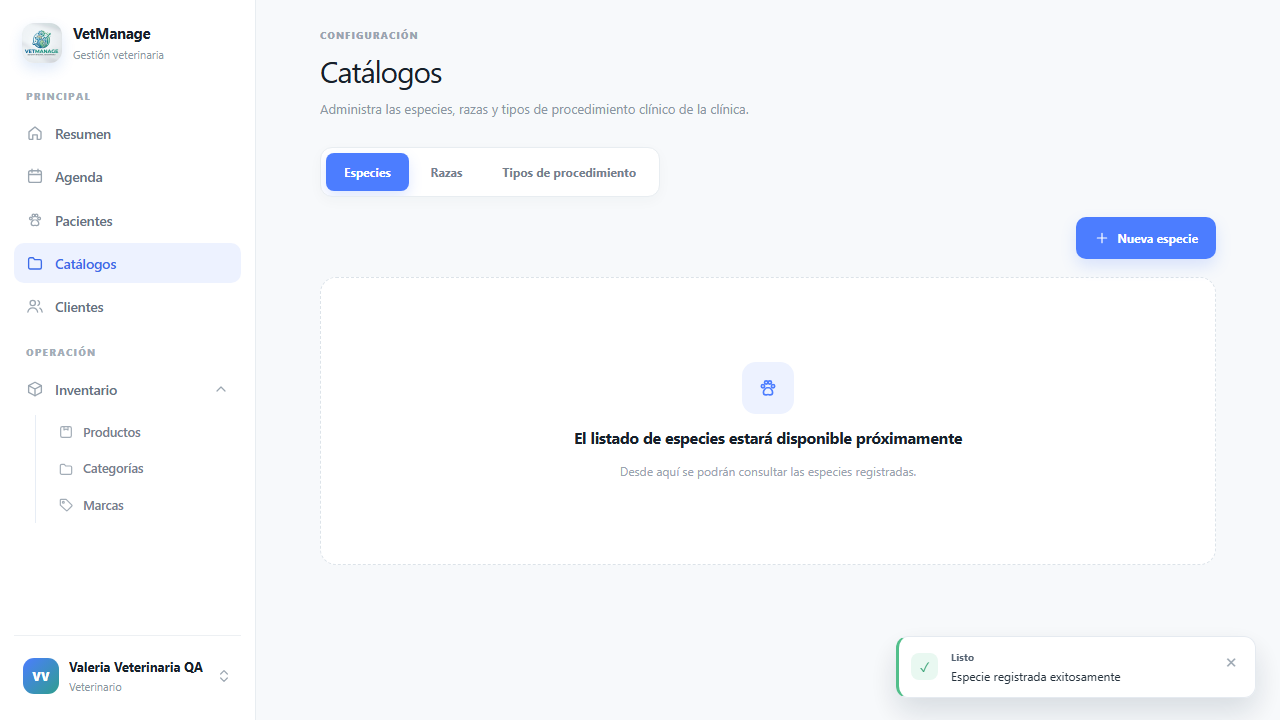 VetManage
Gestión veterinaria
PRINCIPAL
Resumen
Agenda
Pacientes
Catálogos
Clientes
OPERACIÓN
Inventario
Productos
Categorías
Marcas
VV
Valeria Veterinaria QA
Veterinario
CONFIGURACIÓN
Catálogos
Administra las especies, razas y tipos de procedimiento clínico de la clínica.
Especies
Razas
Tipos de procedimiento
Nueva especie
El listado de especies estará disponible próximamente
Desde aquí se podrán consultar las especies registradas.
Listo
Especie registrada exitosamente